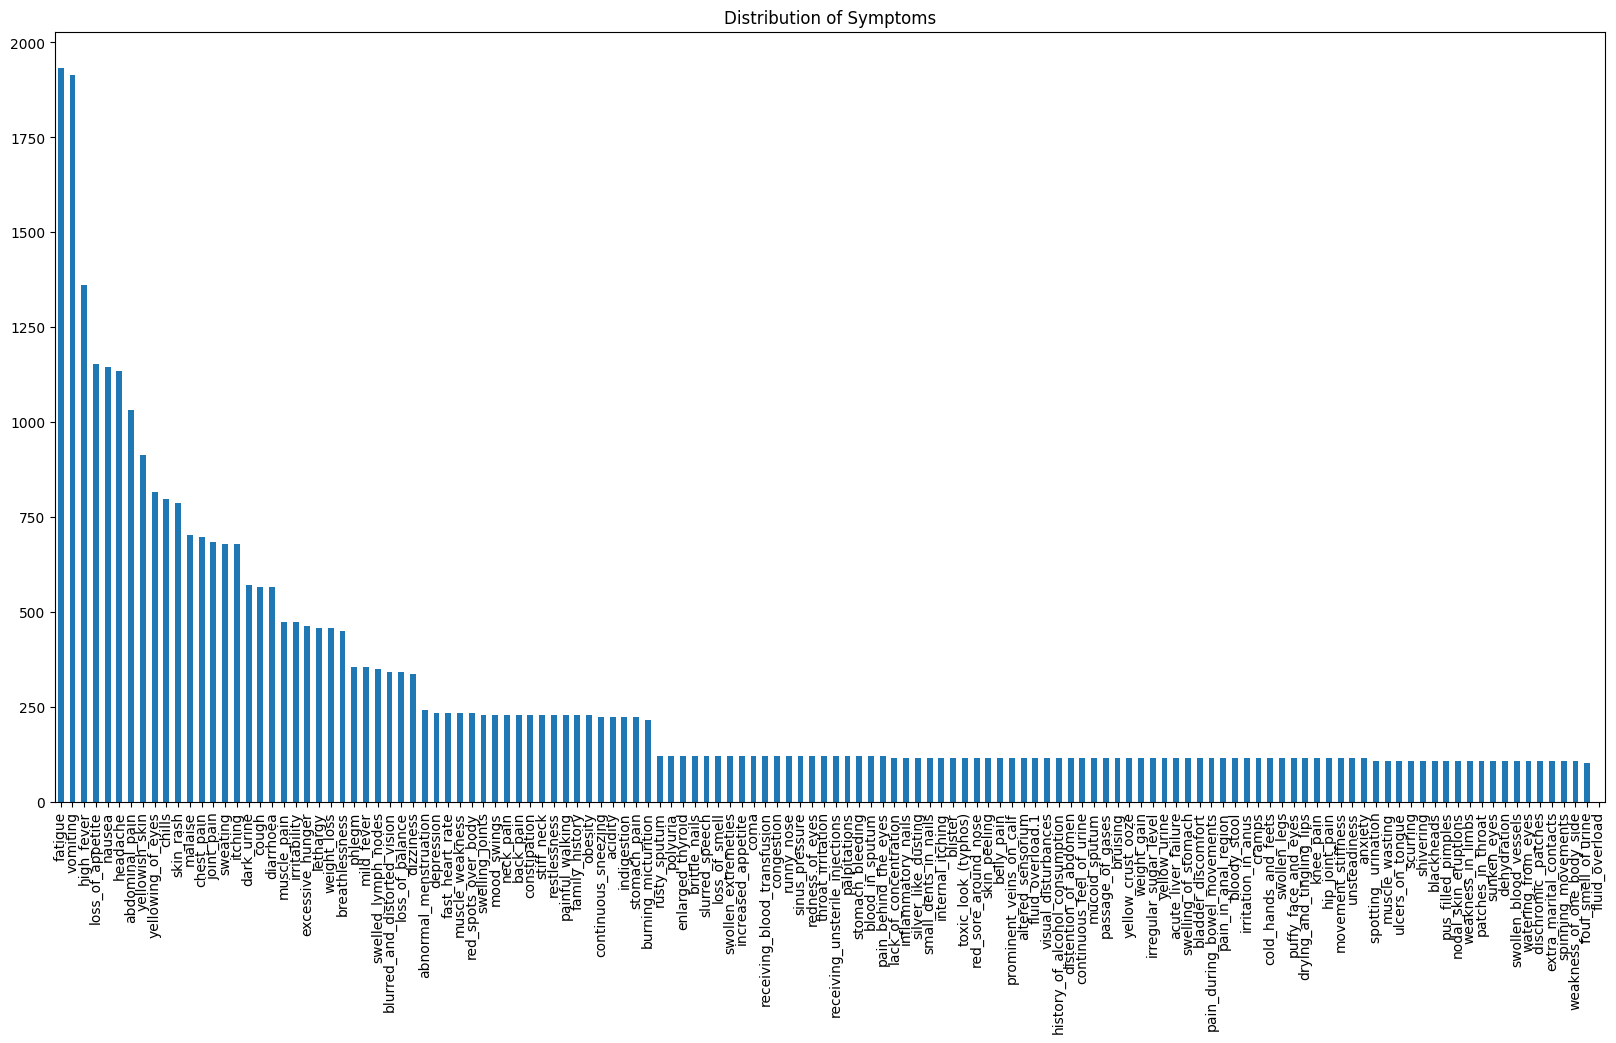 Distribution of Symptoms
2000
1750
1500
1250
1000
750
500
250
0
fatigue
vomiting
high_fever
loss_of_appetite
nausea
headache
abdominal_pain
yellowish_skin
yellowing_of_eyes
chills
skin_rash
malaise
chest_pain
joint_pain
sweating
itching
dark_urine
cough
diarrhoea
muscle_pain
irritability
excessive_hunger
lethargy
weight_loss
breathlessness
phlegm
mild_fever
swelled_lymph_nodes
blurred_and_distorted_vision
loss_of_balance
dizziness
abnormal_menstruation
depression
fast_heart_rate
muscle_weakness
red_spots_over_body
swelling_joints
mood_swings
neck_pain
back_pain
constipation
stiff_neck
restlessness
painful_walking
family_history
obesity
continuous_sneezing
acidity
indigestion
stomach_pain
burning_micturition
rusty_sputum
polyuria
enlarged_thyroid
brittle_nails
slurred_speech
loss_of_smell
swollen_extremeties
increased_appetite
coma
receiving_blood_transfusion
congestion
runny_nose
sinus_pressure
redness_of_eyes
throat_irritation
receiving_unsterile_injections
palpitations
stomach_bleeding
blood_in_sputum
pain_behind_the_eyes
lack_of_concentration
inflammatory_nails
silver_like_dusting
small_dents_in_nails
internal_itching
blister
toxic_look_(typhos)
red_sore_around_nose
skin_peeling
belly_pain
prominent_veins_on_calf
altered_sensorium
fluid_overload.1
visual_disturbances
history_of_alcohol_consumption
distention_of_abdomen
continuous_feel_of_urine
mucoid_sputum
passage_of_gases
bruising
yellow_crust_ooze
weight_gain
irregular_sugar_level
yellow_urine
acute_liver_failure
swelling_of_stomach
bladder_discomfort
pain_during_bowel_movements
pain_in_anal_region
bloody_stool
irritation_in_anus
cramps
cold_hands_and_feets
swollen_legs
puffy_face_and_eyes
drying_and_tingling_lips
knee_pain
hip_joint_pain
movement_stiffness
unsteadiness
anxiety
spotting_ urination
muscle_wasting
ulcers_on_tongue
scurring
shivering
blackheads
pus_filled_pimples
nodal_skin_eruptions
weakness_in_limbs
patches_in_throat
sunken_eyes
dehydration
swollen_blood_vessels
watering_from_eyes
dischromic _patches
extra_marital_contacts
spinning_movements
weakness_of_one_body_side
foul_smell_of urine
fluid_overload